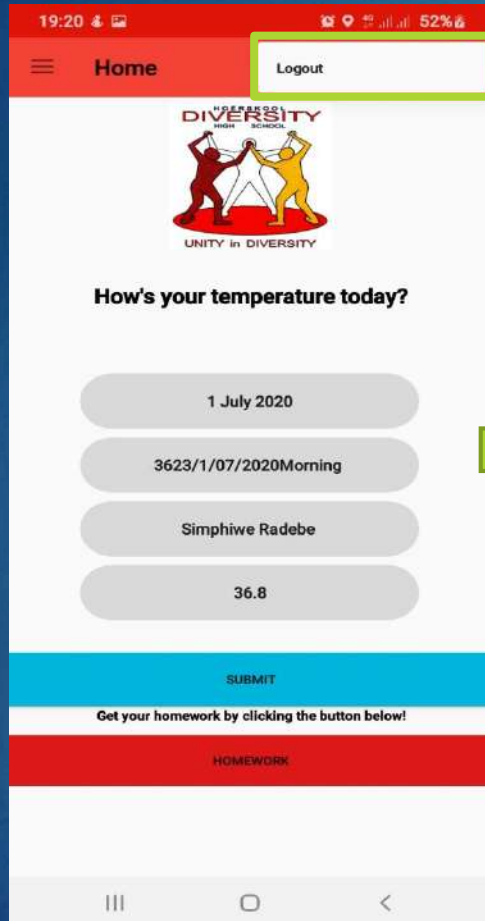 19:20 52%
Home
Logout
HOËRSKOOL
DIVERSITY
HIGH SCHOOL
UNITY in DIVERSITY
How's your temperature today?
1 July 2020
3623/1/07/2020Morning
Simphiwe Radebe
36.8
SUBMIT
Get your homework by clicking the button below!
HOMEWORK